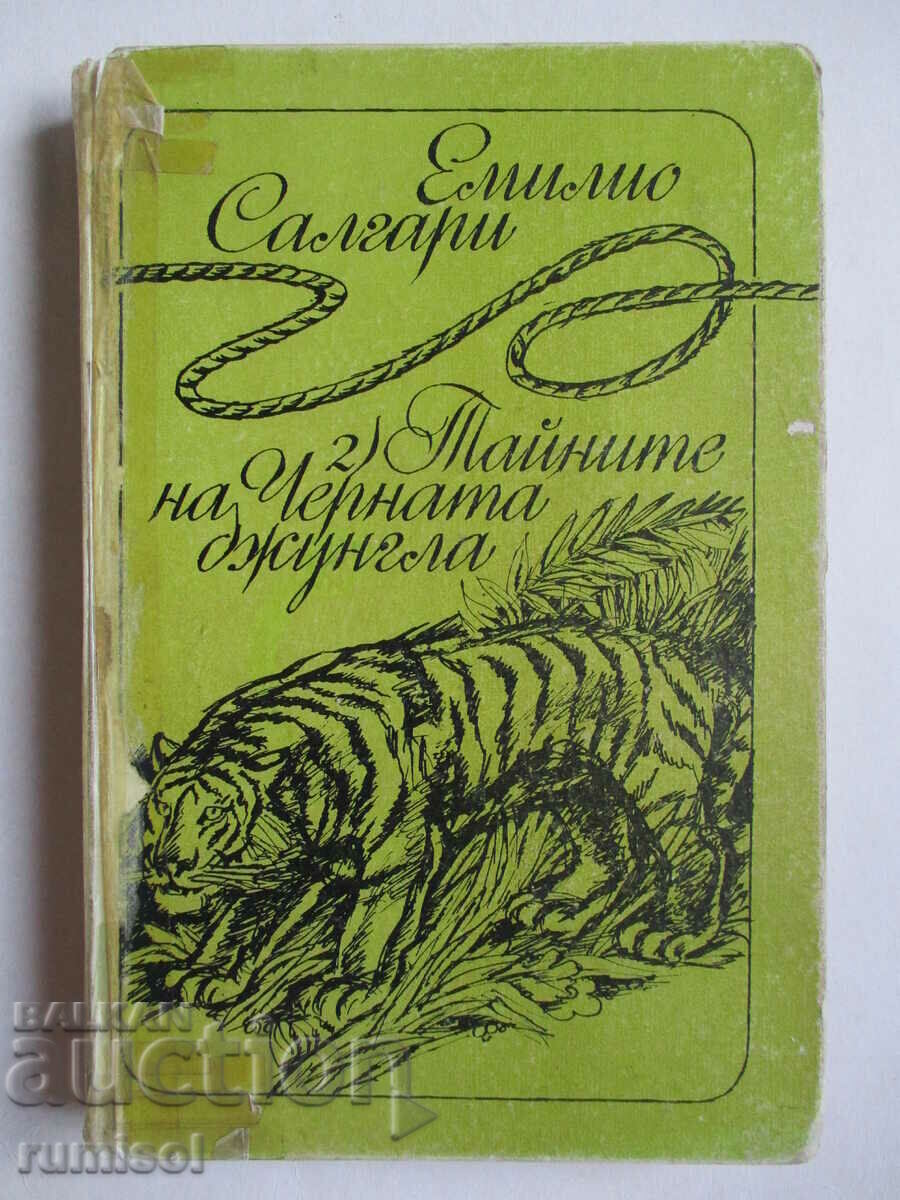 Емилио
Салгари
2) Тайните
на Черната
джунгла
BALKAN
auction
rumisol